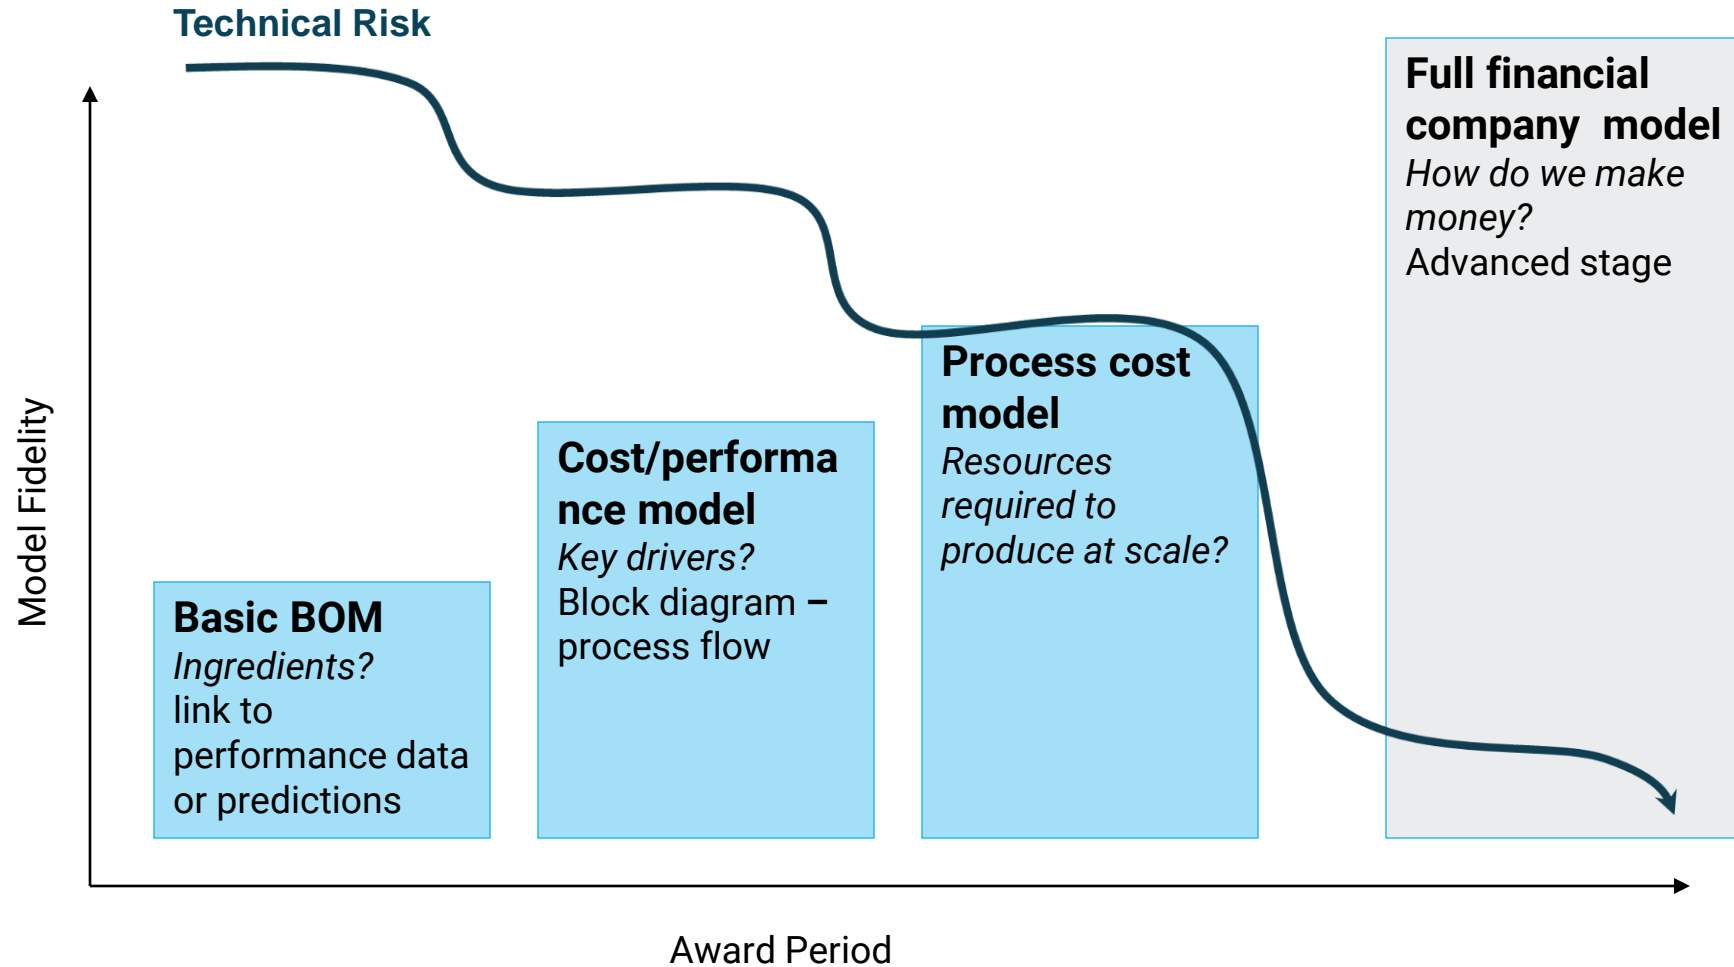 Technical Risk
Full financial
company  model
How do we make
money?
Advanced stage
Process cost
model
Resources
required to
produce at scale?
Cost/performa
nce model
Key drivers?
Block diagram –
process flow
Basic BOM
Ingredients?
link to
performance data
or predictions
Model Fidelity
Award Period